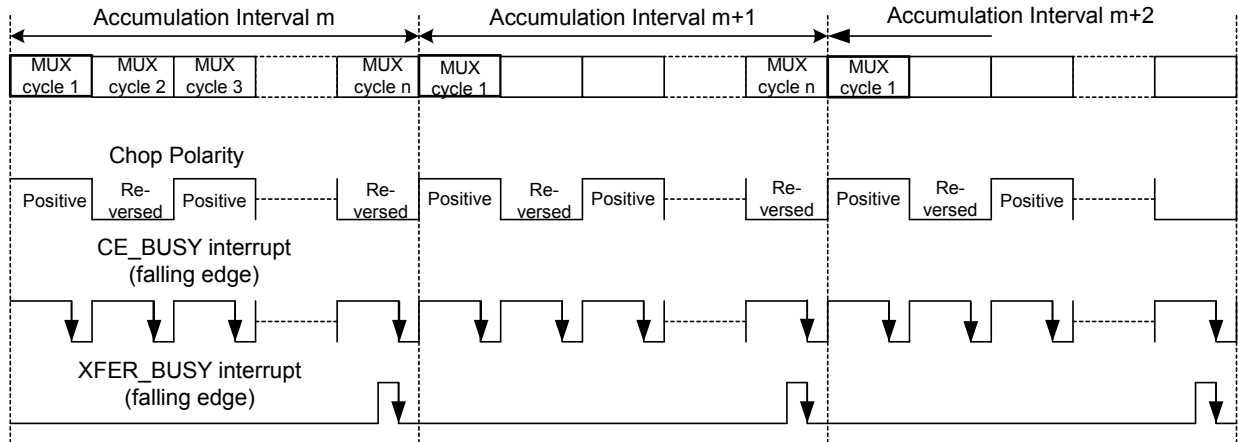 Accumulation Interval m Accumulation Interval m+1 Accumulation Interval m+2
MUX MUX MUX MUX MUX MUX MUX
cycle 1 cycle 2 cycle 3 cycle n cycle 1 cycle n cycle 1
Chop Polarity
Positive Re- Positive Re- Positive Re- Positive Re- Positive Re- Positive
versed versed versed versed versed
CE_BUSY interrupt
(falling edge)
XFER_BUSY interrupt
(falling edge)